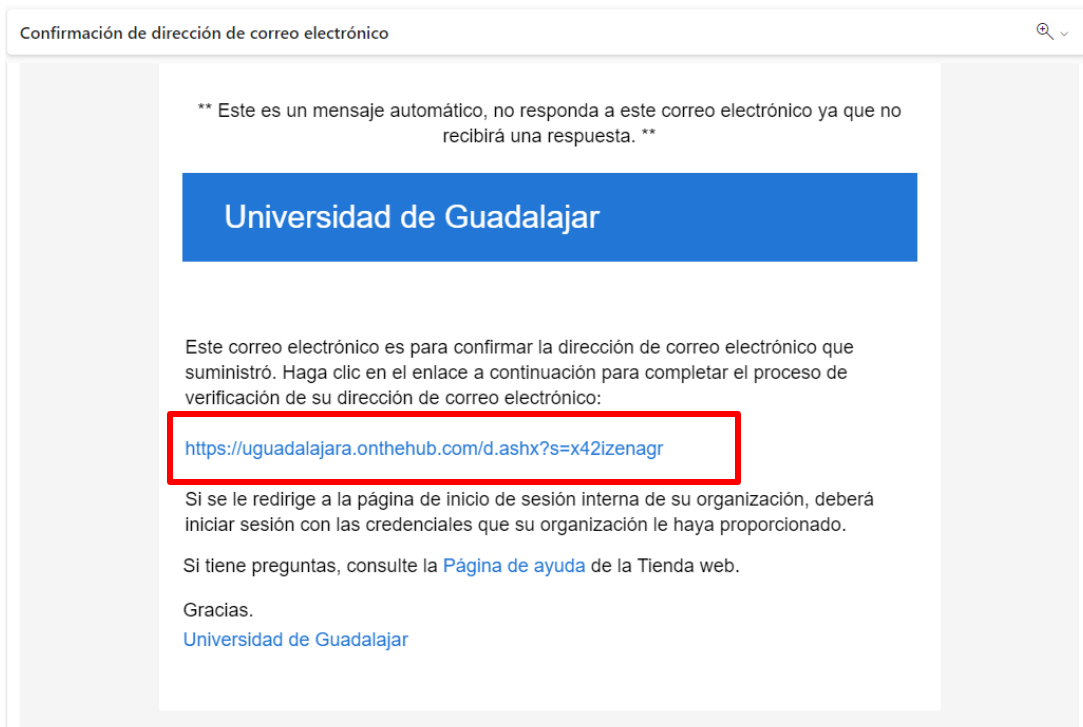 Confirmación de dirección de correo electrónico
** Este es un mensaje automático, no responda a este correo electrónico ya que no
recibirá una respuesta. **
Universidad de Guadalajar
Este correo electrónico es para confirmar la dirección de correo electrónico que
suministró. Haga clic en el enlace a continuación para completar el proceso de
verificación de su dirección de correo electrónico:
https://uguadalajara.onthehub.com/d.ashx?s=x42izenagr
Si se le redirige a la página de inicio de sesión interna de su organización, deberá
iniciar sesión con las credenciales que su organización le haya proporcionado.
Si tiene preguntas, consulte la Página de ayuda de la Tienda web.
Gracias.
Universidad de Guadalajar